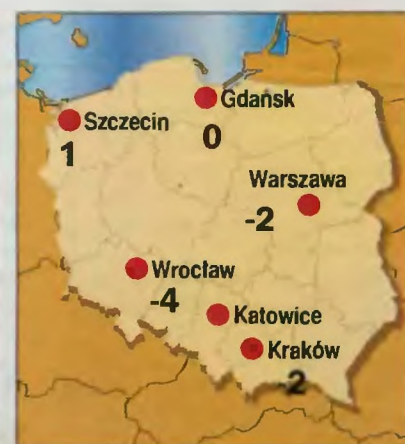 Gdańsk
0
Szczecin
1
Warszawa
-2
Wrocław
-4
Katowice
Kraków
-2